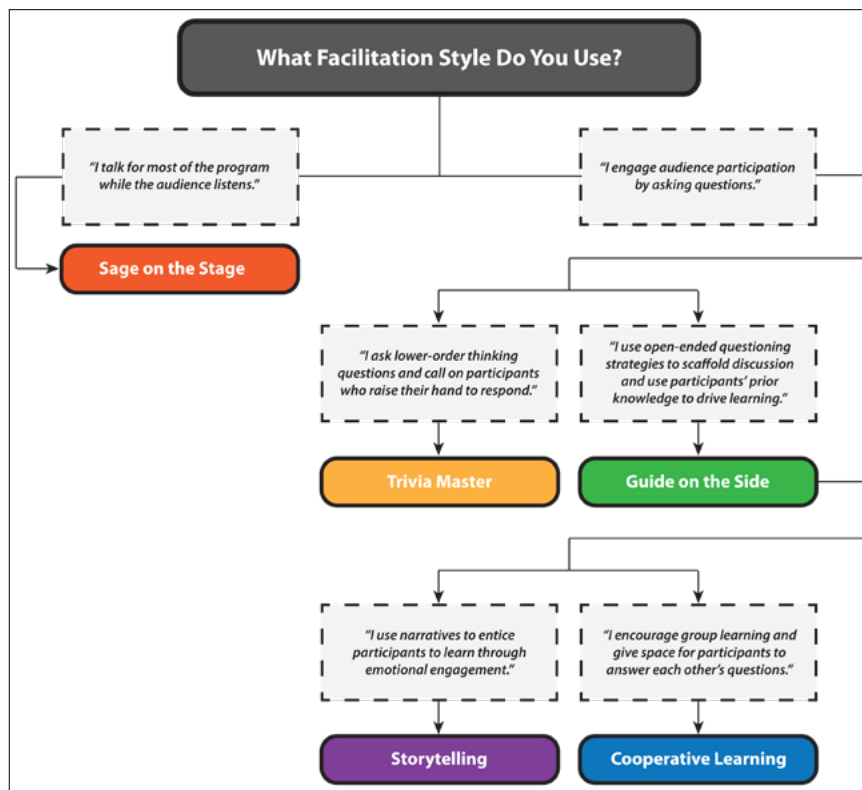 What Facilitation Style Do You Use?
“I talk for most of the program
while the audience listens.”
“I engage audience participation
by asking questions.”
Sage on the Stage
“I ask lower-order thinking
questions and call on participants
who raise their hand to respond.”
“I use open-ended questioning
strategies to scaffold discussion
and use participants’ prior
knowledge to drive learning.”
Trivia Master
Guide on the Side
“I use narratives to entice
participants to learn through
emotional engagement.”
“I encourage group learning and
give space for participants to
answer each other’s questions.”
Storytelling
Cooperative Learning